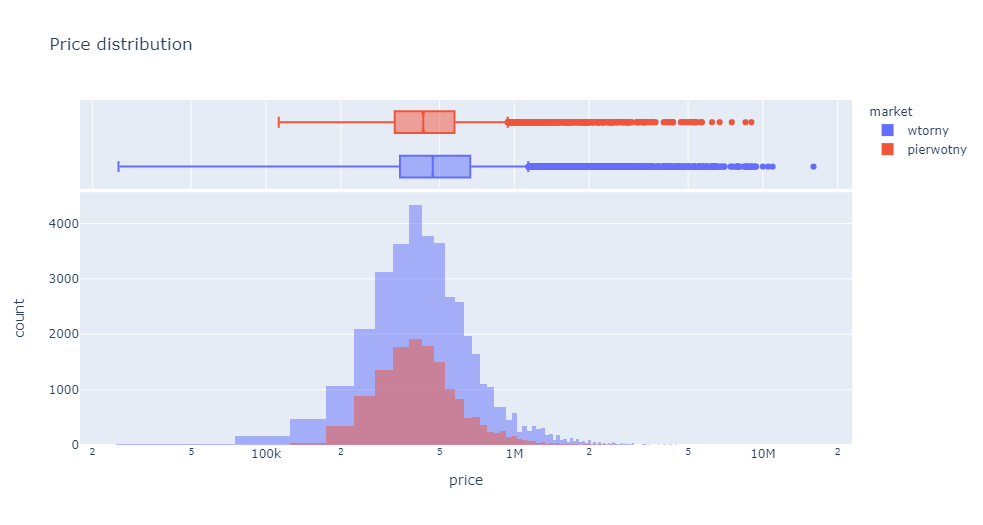 Price distribution
market
wtorny
pierwotny
count
4000
3000
2000
1000
0
2 5 100k 2 5 1M 2 5 10M 2
price